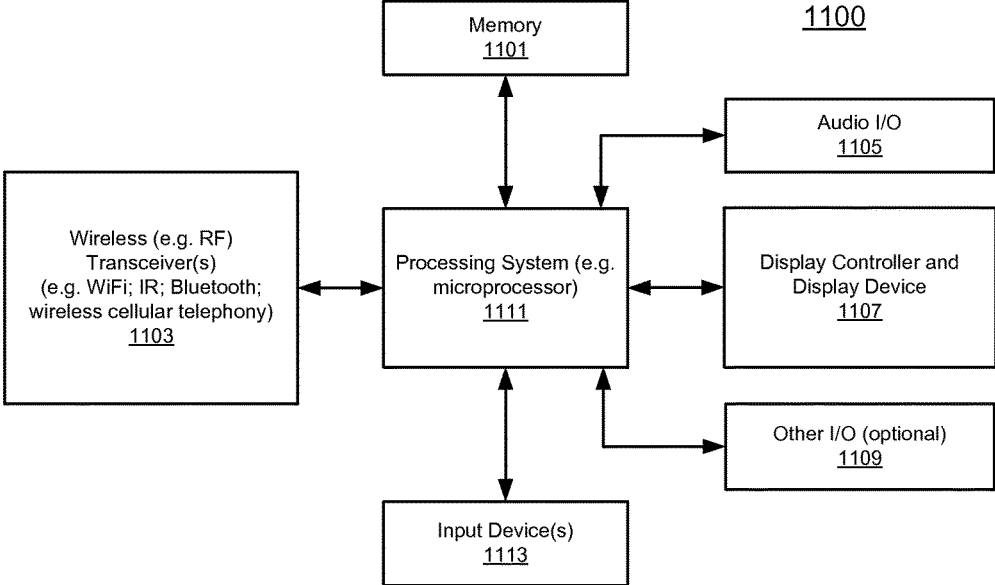 1100
Memory
1101
Audio I/O
1105
Wireless (e.g. RF)
Transceiver(s)
(e.g. WiFi; IR; Bluetooth;
wireless cellular telephony)
1103
Processing System (e.g.
microprocessor)
1111
Display Controller and
Display Device
1107
Other I/O (optional)
1109
Input Device(s)
1113